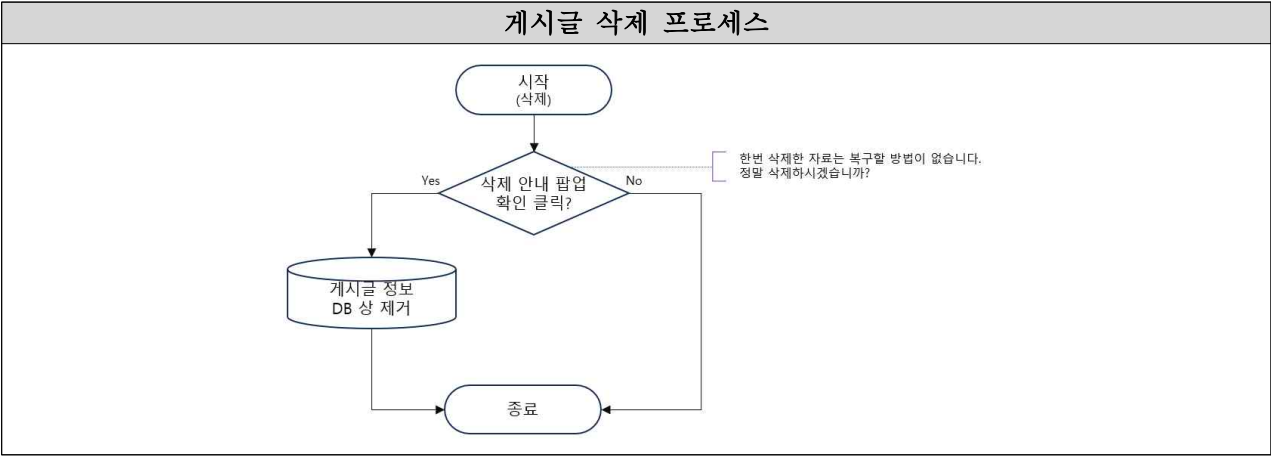 게시글 삭제 프로세스
시작
(삭제)
한번 삭제한 자료는 복구할 방법이 없습니다.
정말 삭제하시겠습니까?
Yes
삭제 안내 팝업
확인 클릭?
No
게시글 정보
DB 상 제거
종료